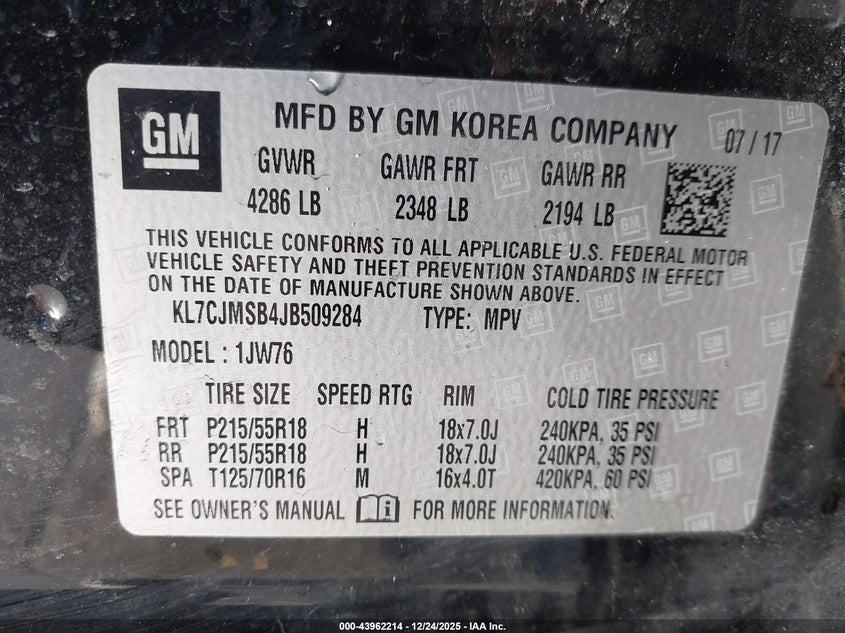 GM
MFD BY GM KOREA COMPANY 07/17
GVWR GAWR FRT GAWR RR
4286 LB 2348 LB 2194 LB
THIS VEHICLE CONFORMS TO ALL APPLICABLE U.S. FEDERAL MOTOR
VEHICLE SAFETY AND THEFT PREVENTION STANDARDS IN EFFECT
ON THE DATE OF MANUFACTURE SHOWN ABOVE.
KL7CJMSB4JB509284 TYPE: MPV
MODEL : 1JW76
TIRE SIZE SPEED RTG RIM COLD TIRE PRESSURE
FRT P215/55R18 H 18x7.0J 240KPA, 35 PSI
RR P215/55R18 H 18x7.0J 240KPA, 35 PSI
SPA T125/70R16 M 16x4.0T 420KPA, 60 PSI
SEE OWNER'S MANUAL i FOR MORE INFORMATION.
000-43962214 - 12/24/2025 - IAA Inc.